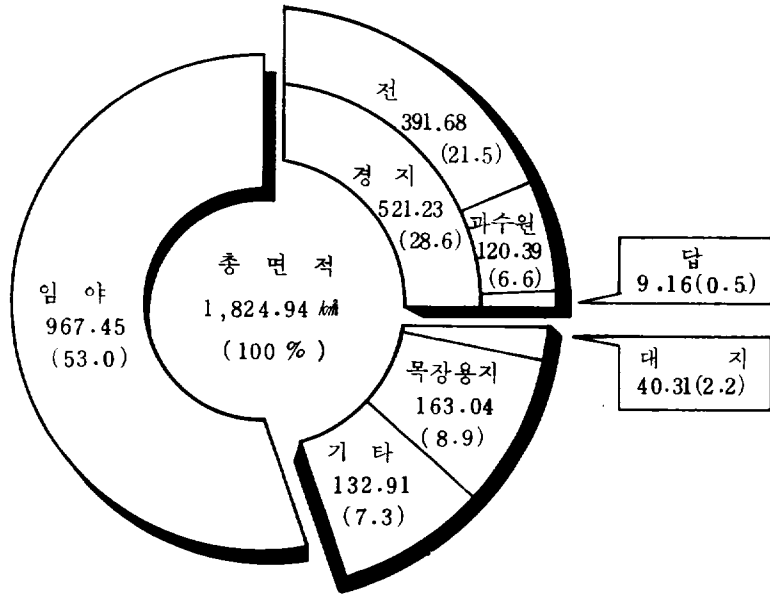 전
391.68
(21.5)
경 지
521.23
(28.6)
과수원
120.39
(6.6)
답
9.16(0.5)
임 야
967.45
(53.0)
총 면 적
1,824.94 ㎢
(100 %)
대 지
40.31(2.2)
목장용지
163.04
(8.9)
기 타
132.91
(7.3)